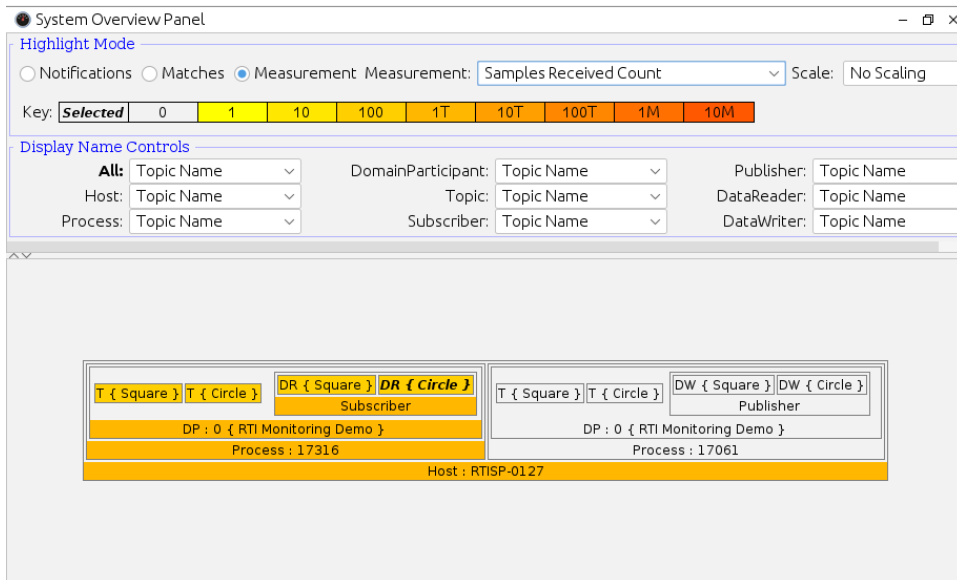 System Overview Panel
Highlight Mode
Notifications Matches Measurement Measurement: Samples Received Count Scale: No Scaling
Key: Selected 0 1 10 100 1T 10T 100T 1M 10M
Display Name Controls
All: Topic Name DomainParticipant: Topic Name Publisher: Topic Name
Host: Topic Name Topic: Topic Name DataReader: Topic Name
Process: Topic Name Subscriber: Topic Name DataWriter: Topic Name
T { Square } T { Circle } DR { Square } DR { Circle } T { Square } T { Circle } DW { Square } DW { Circle }
Subscriber Publisher
DP : 0 { RTI Monitoring Demo } DP : 0 { RTI Monitoring Demo }
Process : 17316 Process : 17061
Host : RTISP-0127